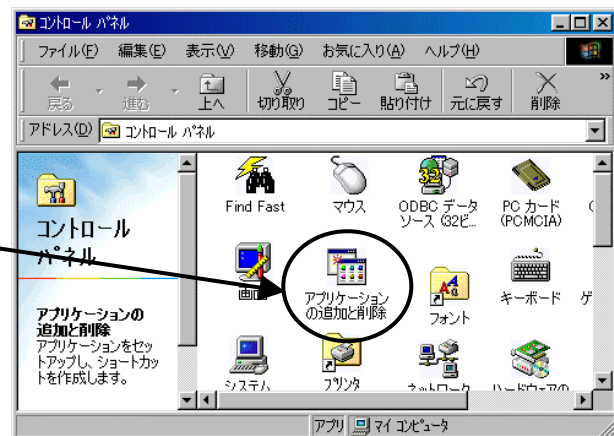 コントロール パネル
ファイル(F) 編集(E) 表示(V) 移動(G) お気に入り(A) ヘルプ(H)
戻る 進む 上へ 切り取り コピー 貼り付け 元に戻す 削除 »
アドレス(D) コントロール パネル
コントロール
パネル
アプリケーションの
追加と削除
アプリケーションをセッ
トアップし、ショートカッ
トを作成します。
Find Fast マウス ODBC データ
ソース (32ビ... PC カード
(PCMCIA)
画面 アプリケーション
の追加と削除 フォント キーボード ゲ
システム プリンタ ネットワーク ハードウェアの
アプリ マイ コンピュータ